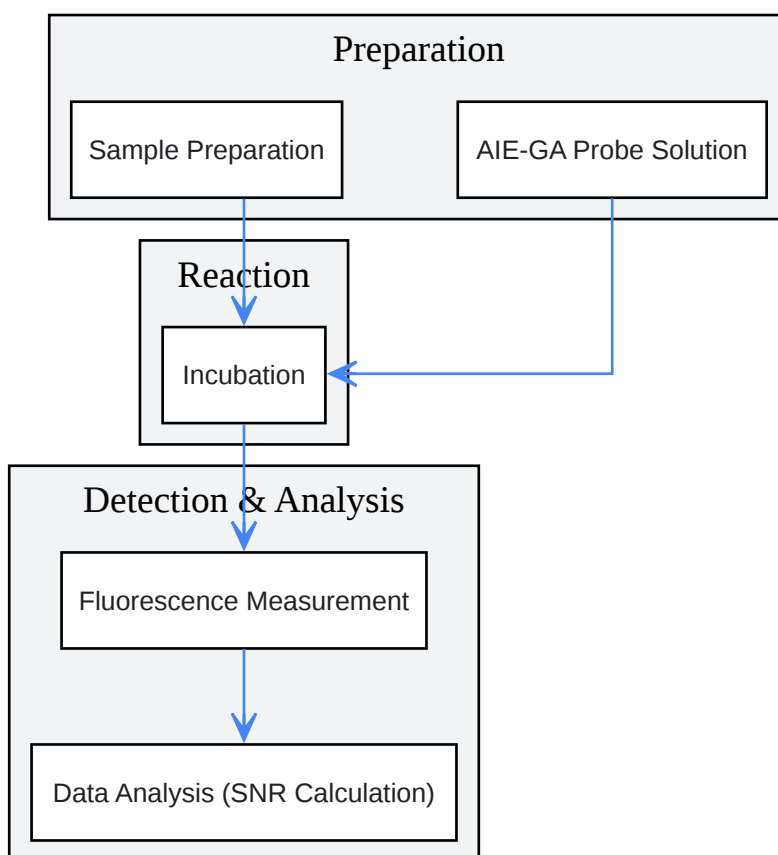 Preparation
Sample Preparation
AIE-GA Probe Solution
Reaction
Incubation
Detection & Analysis
Fluorescence Measurement
Data Analysis (SNR Calculation)